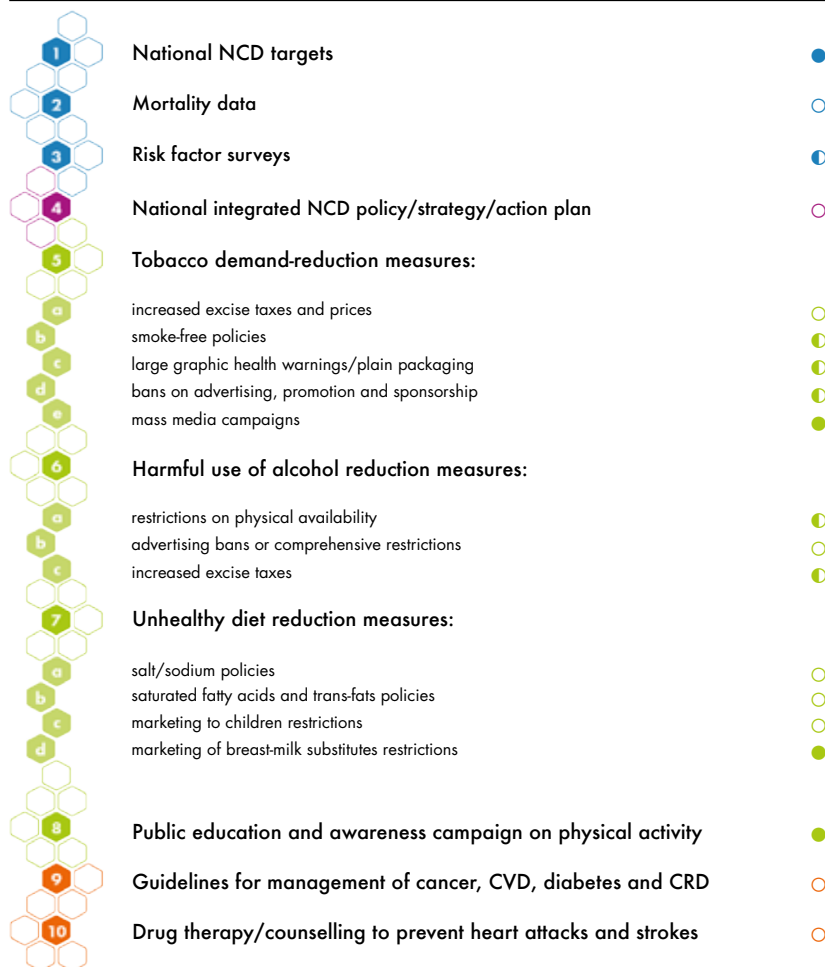 1 National NCD targets
2 Mortality data
3 Risk factor surveys
4 National integrated NCD policy/strategy/action plan
5 Tobacco demand-reduction measures:
a increased excise taxes and prices
b smoke-free policies
c large graphic health warnings/plain packaging
d bans on advertising, promotion and sponsorship
e mass media campaigns
6 Harmful use of alcohol reduction measures:
a restrictions on physical availability
b advertising bans or comprehensive restrictions
c increased excise taxes
7 Unhealthy diet reduction measures:
a salt/sodium policies
b saturated fatty acids and trans-fats policies
c marketing to children restrictions
d marketing of breast-milk substitutes restrictions
8 Public education and awareness campaign on physical activity
9 Guidelines for management of cancer, CVD, diabetes and CRD
10 Drug therapy/counselling to prevent heart attacks and strokes